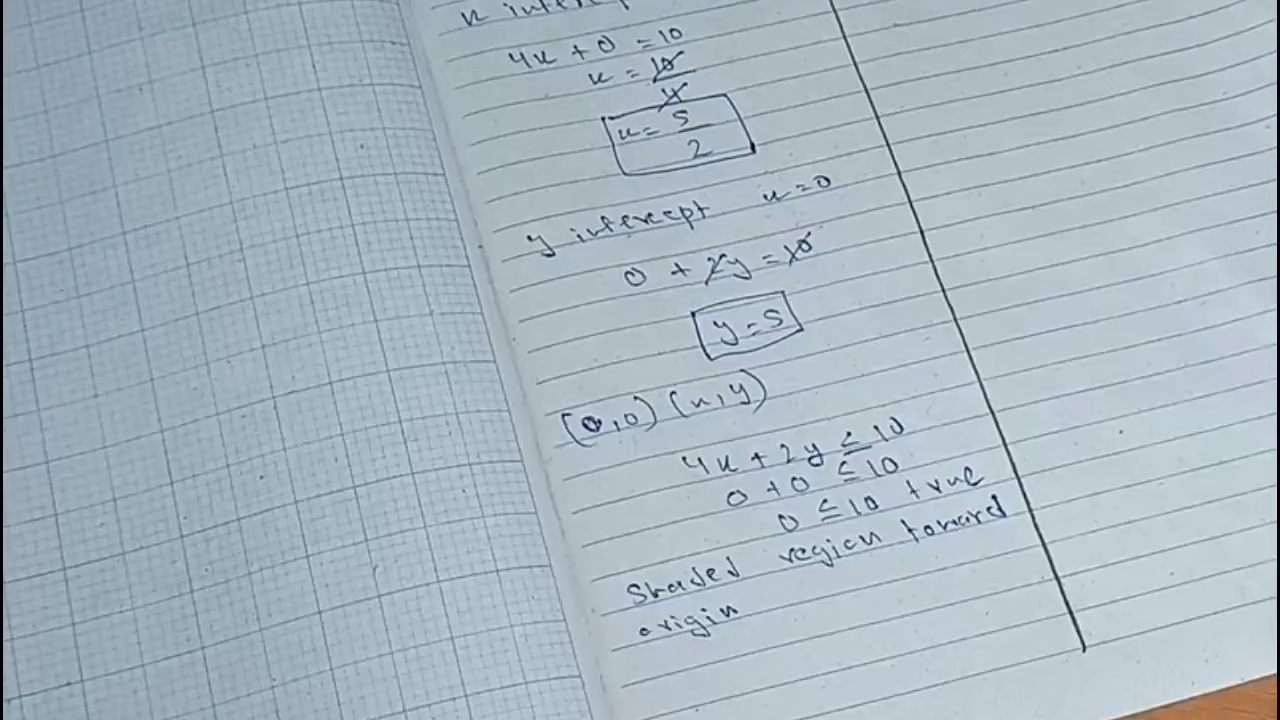 x intercep
4x + 0 = 10
x = 10
4
x = 5
2
y intercept x=0
0 + 2y = 10
y = 5
(0,0) (x,y)
4x + 2y ≤ 10
0 + 0 ≤ 10
0 ≤ 10 true
Shaded region toward
origin